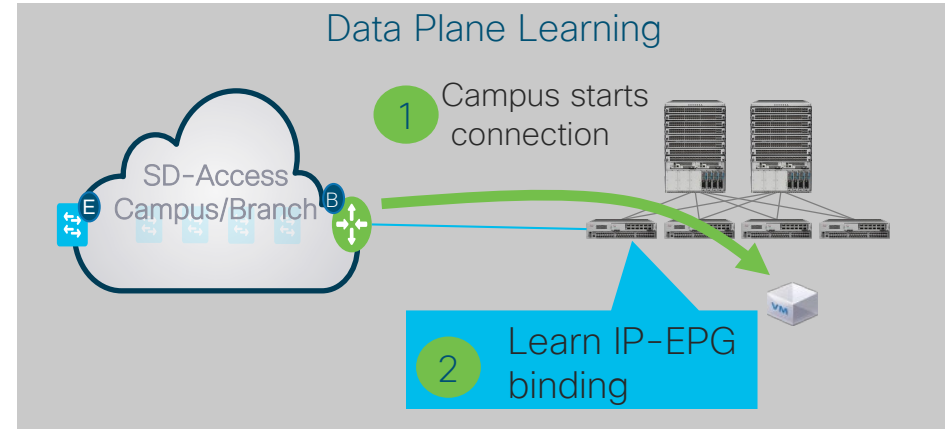 Data Plane Learning
1
Campus starts
connection
SD-Access
Campus/Branch
E
B
VM
2
Learn IP-EPG
binding